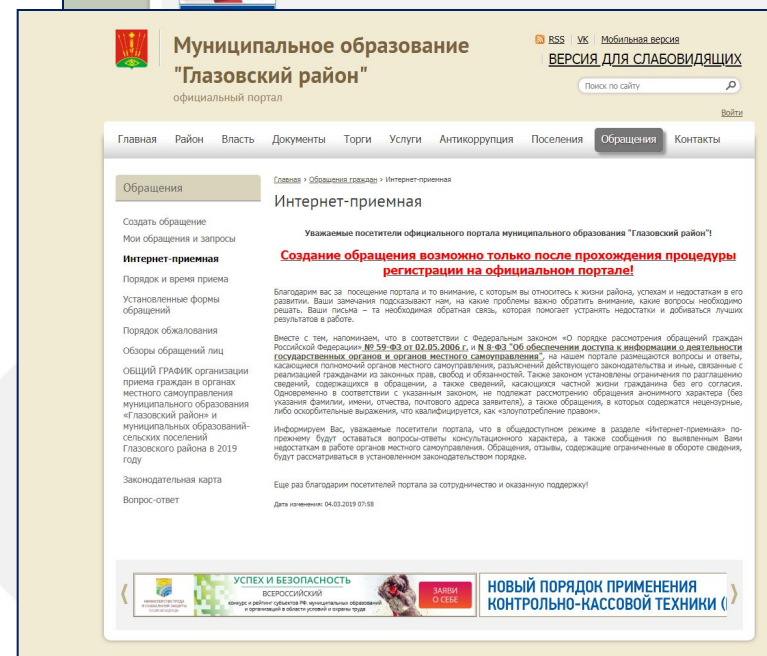 RSS | VK | Мобильная версия
ВЕРСИЯ ДЛЯ СЛАБОВИДЯЩИХ
Муниципальное образование
"Глазовский район"
официальный портал
Поиск по сайту
Войти
Главная Район Власть Документы Торги Услуги Антикоррупция Поселения Обращения Контакты
Обращения
Создать обращение
Мои обращения и запросы
Интернет-приемная
Порядок и время приема
Установленные формы
обращений
Порядок обжалования
Обзоры обращений лиц
ОБЩИЙ ГРАФИК организации
приема граждан в органах
местного самоуправления
муниципального образования
«Глазовский район» и
муниципальных образований-
сельских поселений
Глазовского района в 2019
году
Законодательная карта
Вопрос-ответ
Главная › Обращения граждан › Интернет-приемная
Интернет-приемная
Уважаемые посетители официального портала муниципального образования "Глазовский район"!
Создание обращения возможно только после прохождения процедуры
регистрации на официальном портале!
Благодарим вас за посещение портала и то внимание, с которым вы относитесь к жизни района, успехам и недостаткам в его
развитии. Ваши замечания подсказывают нам, на какие проблемы важно обратить внимание, какие вопросы необходимо
решать. Ваши письма – та необходимая обратная связь, которая помогает устранять недостатки и добиваться лучших
результатов в работе.
Вместе с тем, напоминаем, что в соответствии с Федеральным законом «О порядке рассмотрения обращений граждан
Российской Федерации» № 59-ФЗ от 02.05.2006 г. и N 8-ФЗ "Об обеспечении доступа к информации о деятельности
государственных органов и органов местного самоуправления", на нашем портале размещаются вопросы и ответы,
касающиеся полномочий органов местного самоуправления, разъяснений действующего законодательства и иные, связанные с
реализацией гражданами из законных прав, свобод и обязанностей. Также законом установлены ограничения по разглашению
сведений, содержащихся в обращении, а также сведений, касающихся частной жизни гражданина без его согласия.
Одновременно в соответствии с указанным законом, не подлежат рассмотрению обращения анонимного характера (без
указания фамилии, имени, отчества, почтового адреса заявителя), а также обращения, в которых содержатся нецензурные,
либо оскорбительные выражения, что квалифицируется, как «злоупотребление правом».
Информируем Вас, уважаемые посетители портала, что в общедоступном режиме в разделе «Интернет-приемная» по-
прежнему будут оставаться вопросы-ответы консультационного характера, а также сообщения по выявленным Вами
недостаткам в работе органов местного самоуправления. Обращения, отзывы, содержащие ограниченные в обороте сведения,
будут рассматриваться в установленном законодательством порядке.
Еще раз благодарим посетителей портала за сотрудничество и оказанную поддержку!
Дата изменения: 04.03.2019 07:58
УСПЕХ И БЕЗОПАСНОСТЬ
ВСЕРОССИЙСКИЙ
конкурс и рейтинг субъектов РФ, муниципальных образований
и организаций в области условий и охраны труда
ЗАЯВИ
О СЕБЕ
НОВЫЙ ПОРЯДОК ПРИМЕНЕНИЯ
КОНТРОЛЬНО-КАССОВОЙ ТЕХНИКИ (